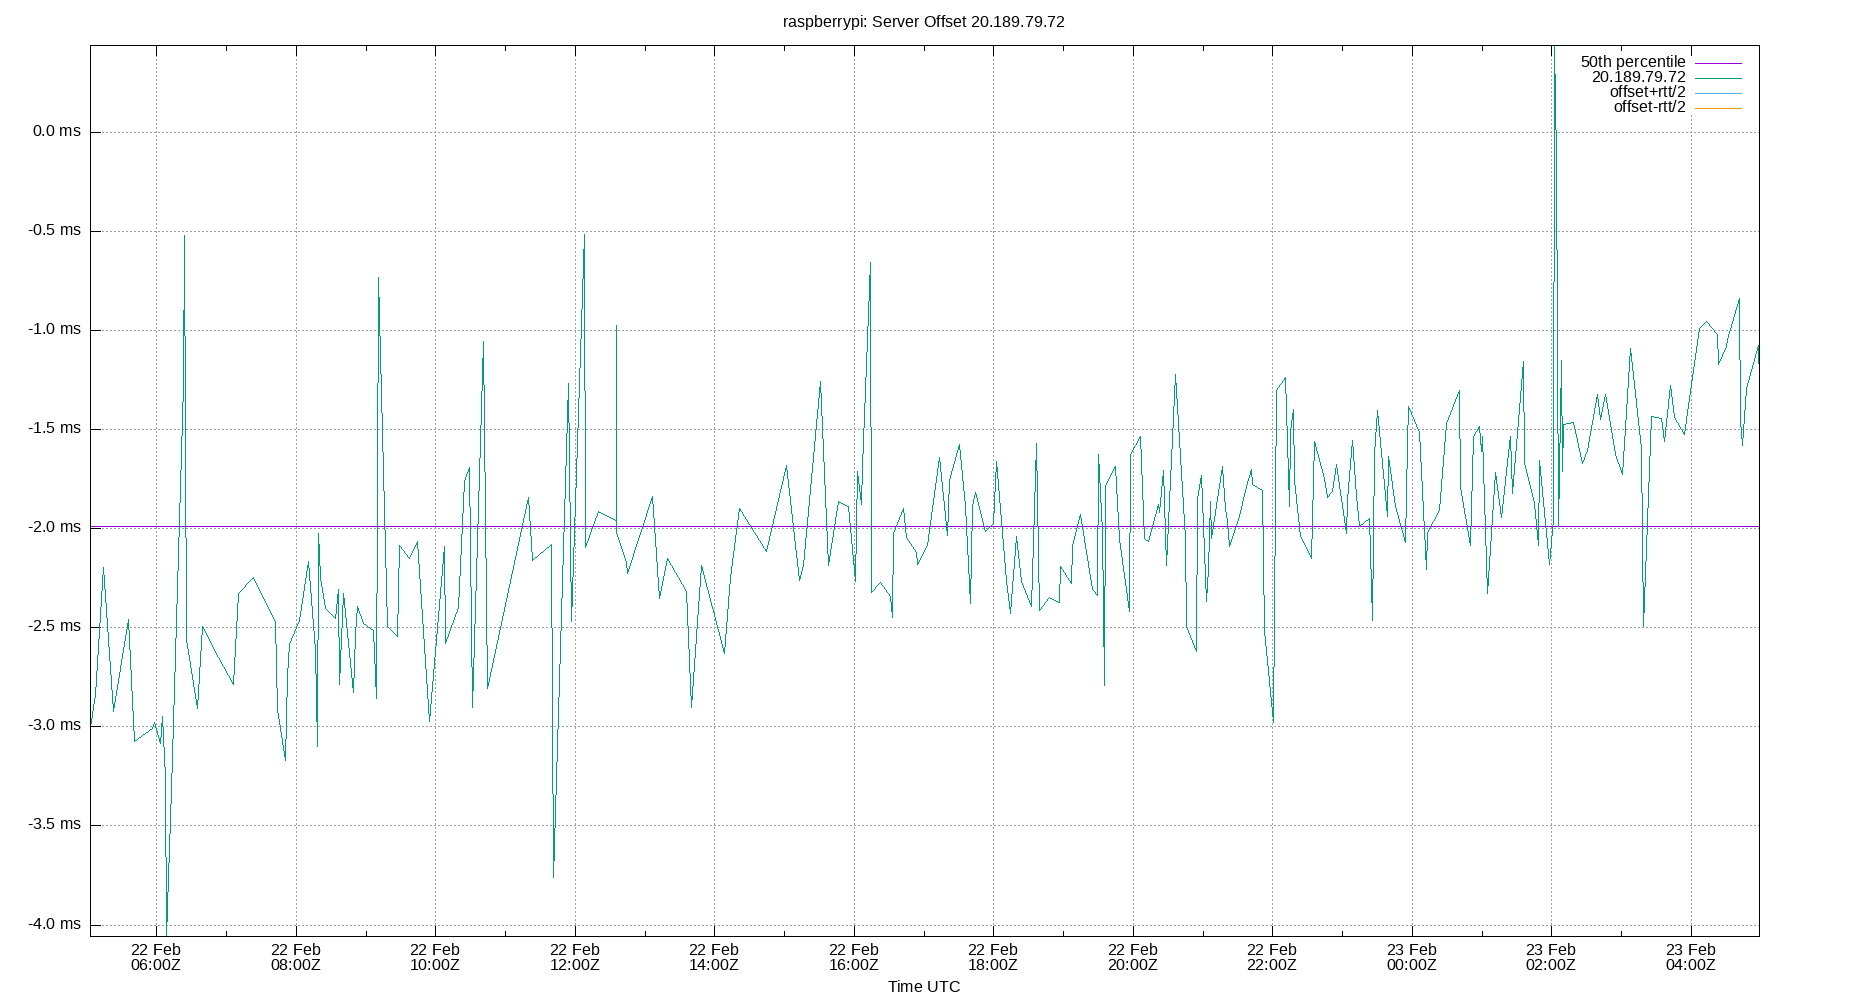 raspberrypi: Server Offset 20.189.79.72
50th percentile
20.189.79.72
offset+rtt/2
offset-rtt/2
0.0 ms
-0.5 ms
-1.0 ms
-1.5 ms
-2.0 ms
-2.5 ms
-3.0 ms
-3.5 ms
-4.0 ms
22 Feb 22 Feb 22 Feb 22 Feb 22 Feb 22 Feb 22 Feb 22 Feb 22 Feb 23 Feb 23 Feb 23 Feb
06:00Z 08:00Z 10:00Z 12:00Z 14:00Z 16:00Z 18:00Z 20:00Z 22:00Z 00:00Z 02:00Z 04:00Z
Time UTC